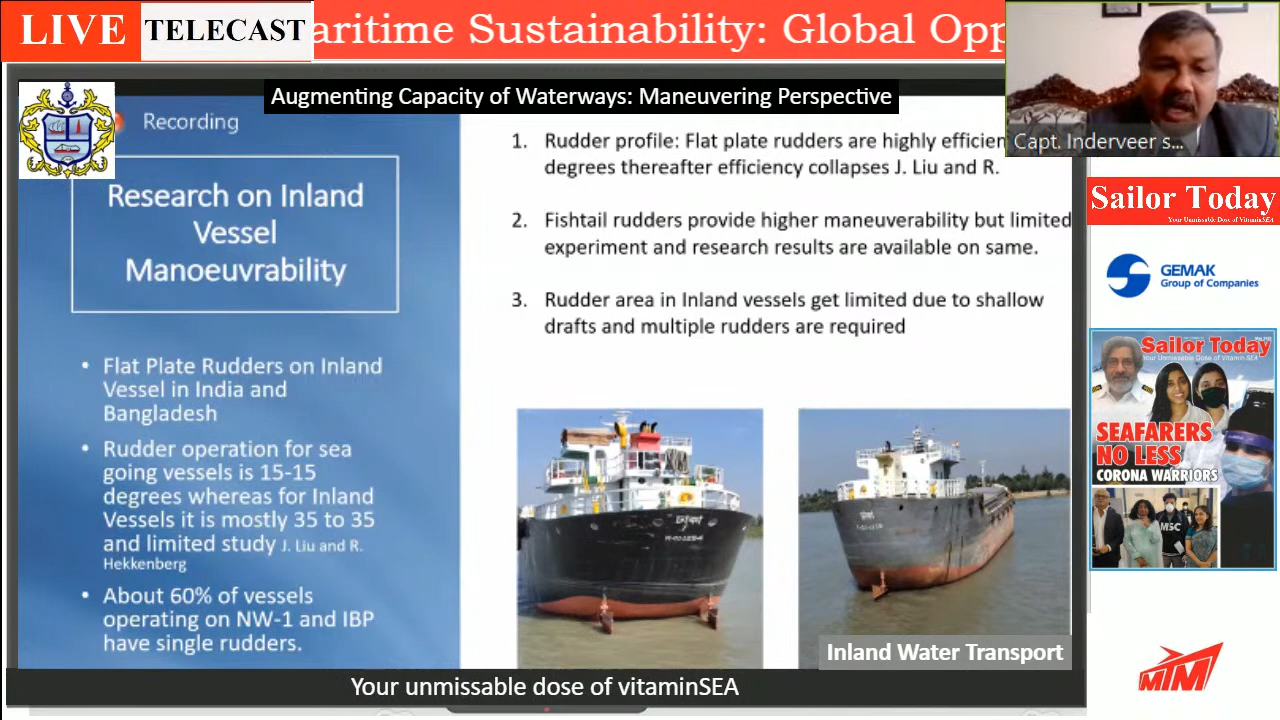 LIVE TELECAST
aritime Sustainability: Global Opp
Augmenting Capacity of Waterways: Maneuvering Perspective
Recording
Research on Inland
Vessel
Manoeuvrability
• Flat Plate Rudders on Inland
Vessel in India and
Bangladesh
• Rudder operation for sea
going vessels is 15-15
degrees whereas for Inland
Vessels it is mostly 35 to 35
and limited study J. Liu and R.
Hekkenberg
• About 60% of vessels
operating on NW-1 and IBP
have single rudders.
1. Rudder profile: Flat plate rudders are highly efficien
degrees thereafter efficiency collapses J. Liu and R.
2. Fishtail rudders provide higher maneuverability but limited
experiment and research results are available on same.
3. Rudder area in Inland vessels get limited due to shallow
drafts and multiple rudders are required
Inland Water Transport
Your unmissable dose of vitaminSEA
Capt. Inderveer s...
Sailor Today
Your Unmissable Dose of VitaminSEA
GEMAK
Group of Companies
Sailor Today
Your Unmissable Dose of Vitamin SEA
SEAFARERS
NO LESS
CORONA WARRIORS
MSC
MTM